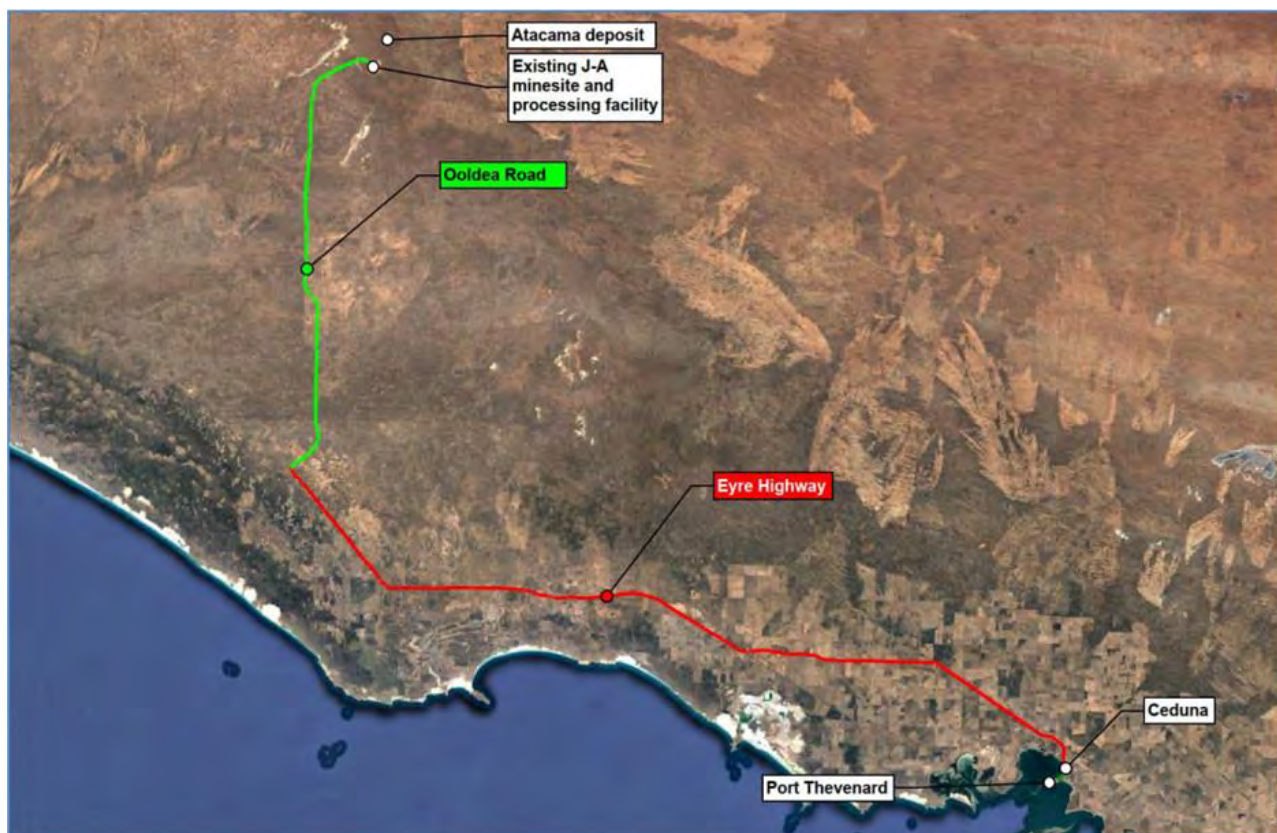 Atacama deposit
Existing J-A
minesite and
processing facility
Ooldea Road
Eyre Highway
Ceduna
Port Thevenard